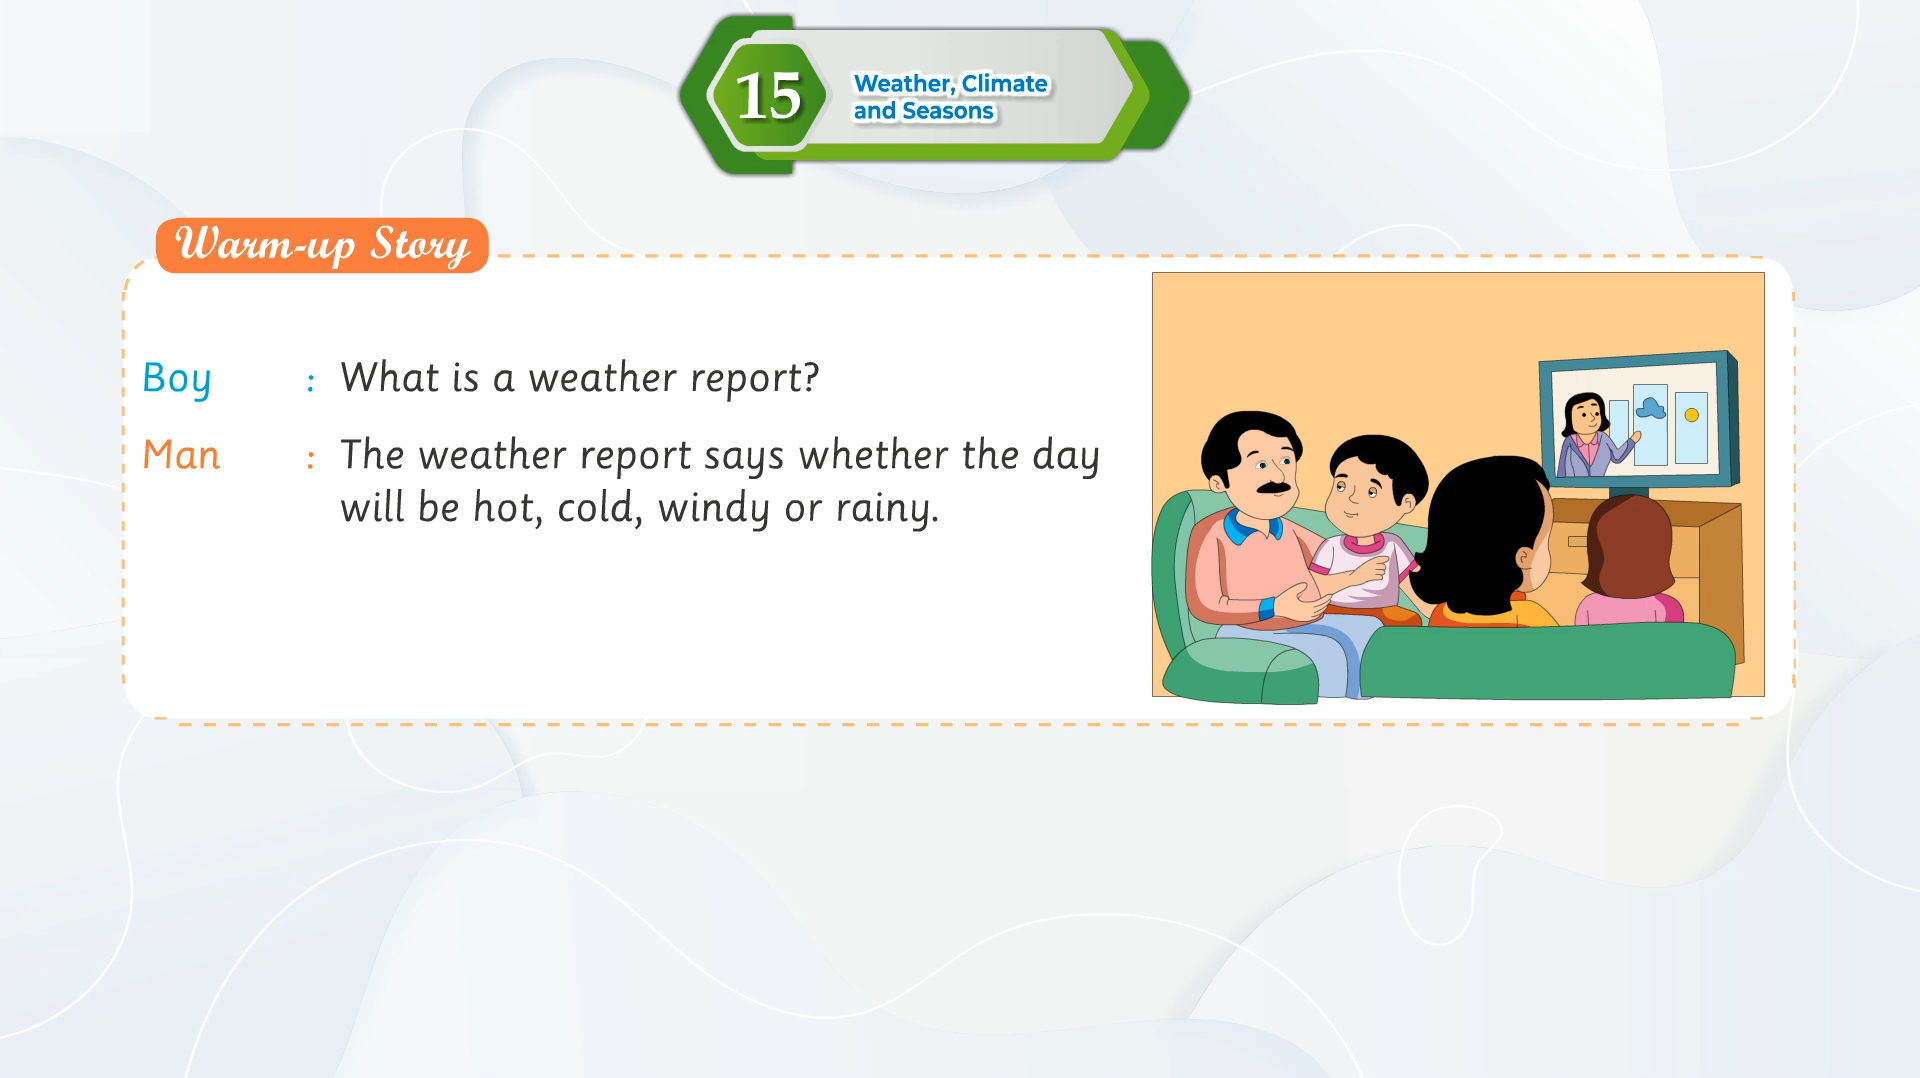 15
Weather, Climate
and Seasons
Warm-up Story
Boy : What is a weather report?
Man : The weather report says whether the day
will be hot, cold, windy or rainy.